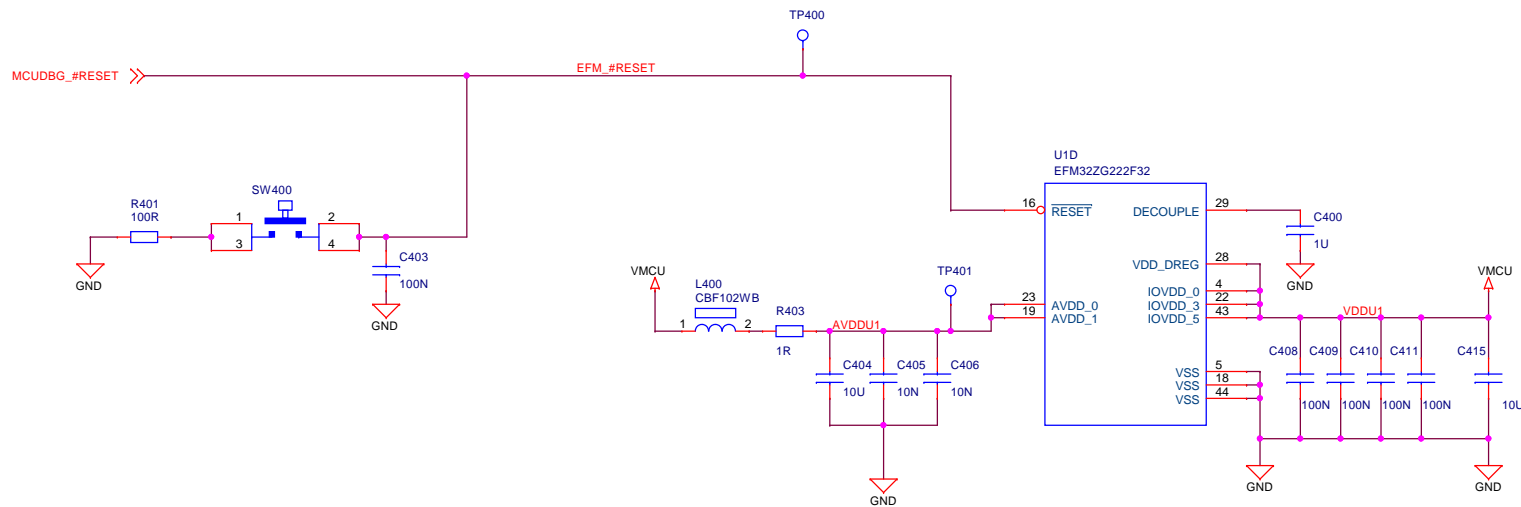 TP400
MCUDBG_#RESET
EFM_#RESET
U1D
EFM32ZG222F32
SW400
R401
100R
1
2
3
4
GND
C403
100N
GND
16
RESET
DECOUPLE
29
C400
1U
GND
VDD_DREG
28
IOVDD_0
4
IOVDD_3
22
IOVDD_5
43
VMCU
L400
CBF102WB
1
2
R403
1R
AVDDU1
TP401
23
AVDD_0
19
AVDD_1
C404
10U
C405
10N
C406
10N
GND
VSS
5
VSS
18
VSS
44
VMCU
VDDU1
C408
C409
C410
C411
C415
100N
100N
100N
100N
10U
GND
GND